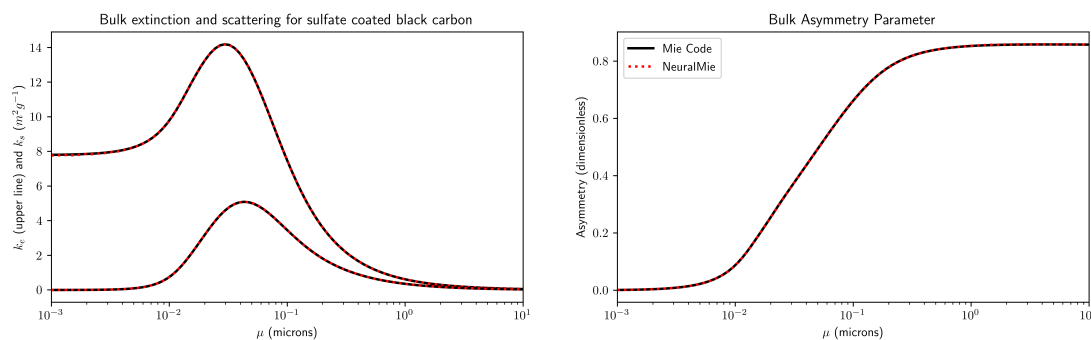 Bulk extinction and scattering for sulfate coated black carbon
k_e (upper line) and k_s (m^2 g^{-1})
14
12
10
8
6
4
2
0
10^{-3}
10^{-2}
10^{-1}
10^0
10^1
μ (microns)
Bulk Asymmetry Parameter
Mie Code
NeuralMie
Asymmetry (dimensionless)
0.8
0.6
0.4
0.2
0.0
10^{-3}
10^{-2}
10^{-1}
10^0
10^1
μ (microns)